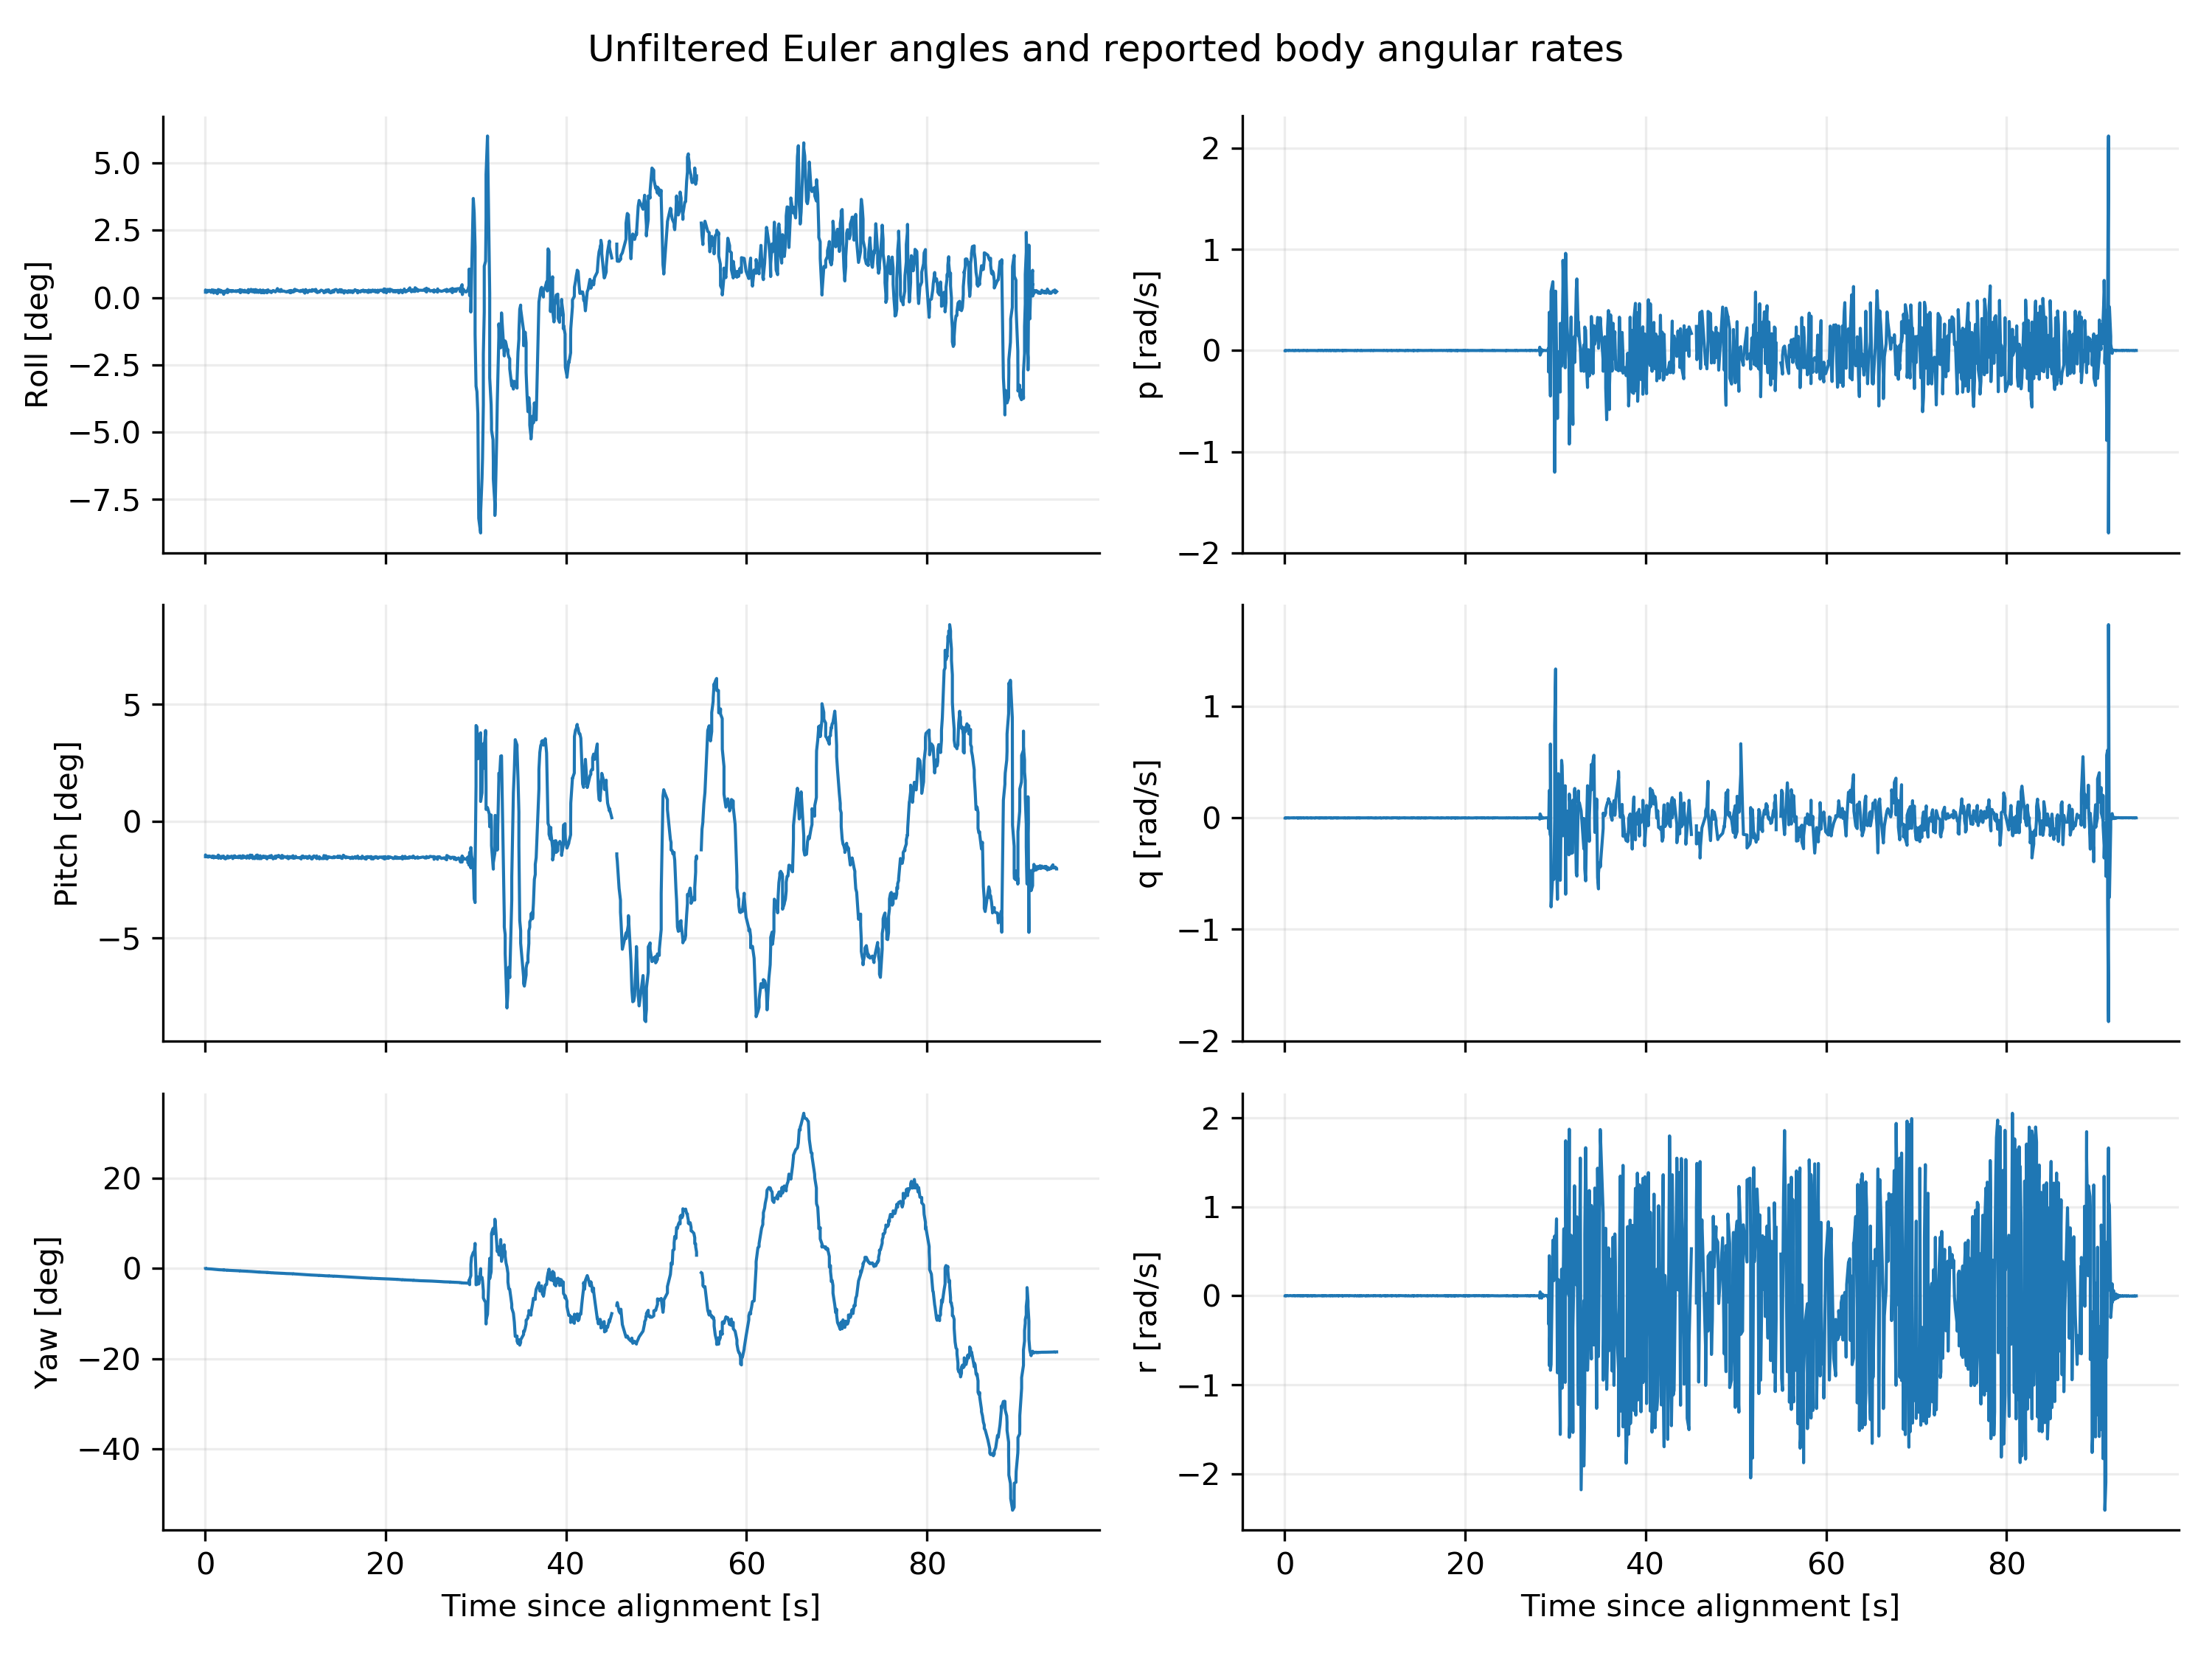 Unfiltered Euler angles and reported body angular rates
Roll [deg]
5.0
2.5
0.0
−2.5
−5.0
−7.5
p [rad/s]
2
1
0
−1
−2
Pitch [deg]
5
0
−5
q [rad/s]
1
0
−1
−2
Yaw [deg]
20
0
−20
−40
0 20 40 60 80
Time since alignment [s]
r [rad/s]
2
1
0
−1
−2
0 20 40 60 80
Time since alignment [s]